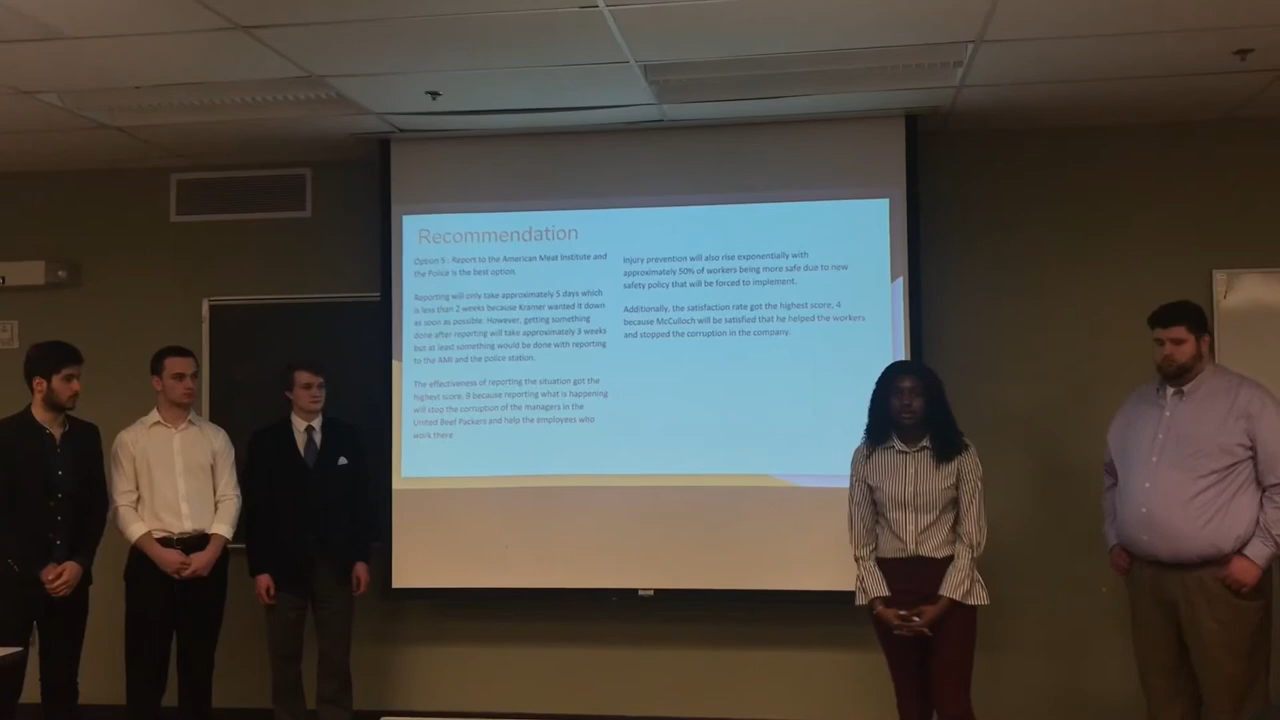 Recommendation
Option 5 : Report to the American Meat Institute and
the Police is the best option
Reporting will only take approximately 5 days which
is less than 2 weeks because Kramer wanted it down
as soon as possible. However, getting something
done after reporting will take approximately 3 weeks
but at least something would be done with reporting
to the AMI and the police station.
The effectiveness of reporting the situation got the
highest score, 9 because reporting what is happening
will stop the corruption of the managers in the
United Beef Packers and help the employees who
work there
Injury prevention will also rise exponentially with
approximately 50% of workers being more safe due to new
safety policy that will be forced to implement.
Additionally, the satisfaction rate got the highest score, 4
because McCulloch will be satisfied that he helped the workers
and stopped the corruption in the company.